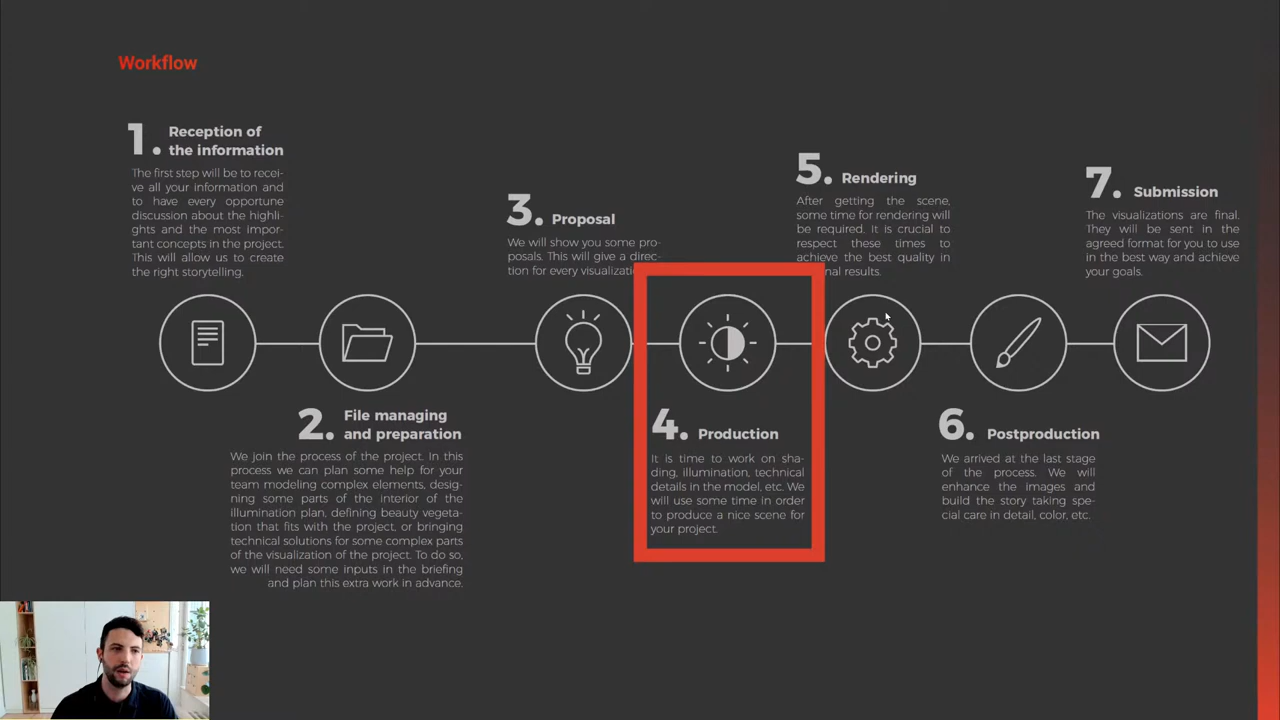 Workflow
1. Reception of
the information
The first step will be to recei-
ve all your information and
to have every opportune
discussion about the highli-
ghts and the most impor-
tant concepts in the project.
This will allow us to create
the right storytelling.
2. File managing
and preparation
We join the process of the project. In this
process we can plan some help for your
team modeling complex elements, desig-
ning some parts of the interior of the
illumination plan, defining beauty vegeta-
tion that fits with the project, or bringing
technical solutions for some complex parts
of the visualization of the project. To do so,
we will need some inputs in the briefing
and plan this extra work in advance.
3. Proposal
We will show you some pro-
posals. This will give a direc-
tion for every visualizati
4. Production
It is time to work on sha-
ding, illumination, technical
details in the model, etc. We
will use some time in order
to produce a nice scene for
your project.
5. Rendering
After getting the scene,
some time for rendering will
be required. It is crucial to
respect these times to
achieve the best quality in
nal results.
6. Postproduction
We arrived at the last stage
of the process. We will
enhance the images and
build the story taking spe-
cial care in detail, color, etc.
7. Submission
The visualizations are final.
They will be sent in the
agreed format for you to use
in the best way and achieve
your goals.